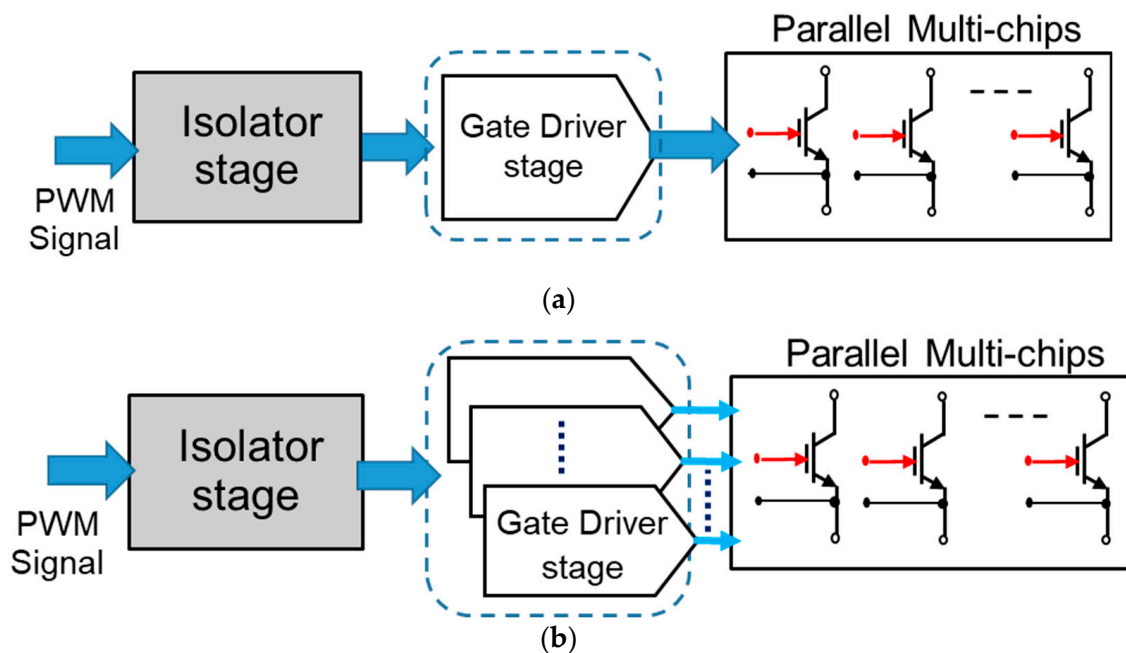 Parallel Multi-chips
Isolator
stage
Gate Driver
stage
PWM
Signal
(a)
Parallel Multi-chips
Isolator
stage
Gate Driver
stage
PWM
Signal
(b)